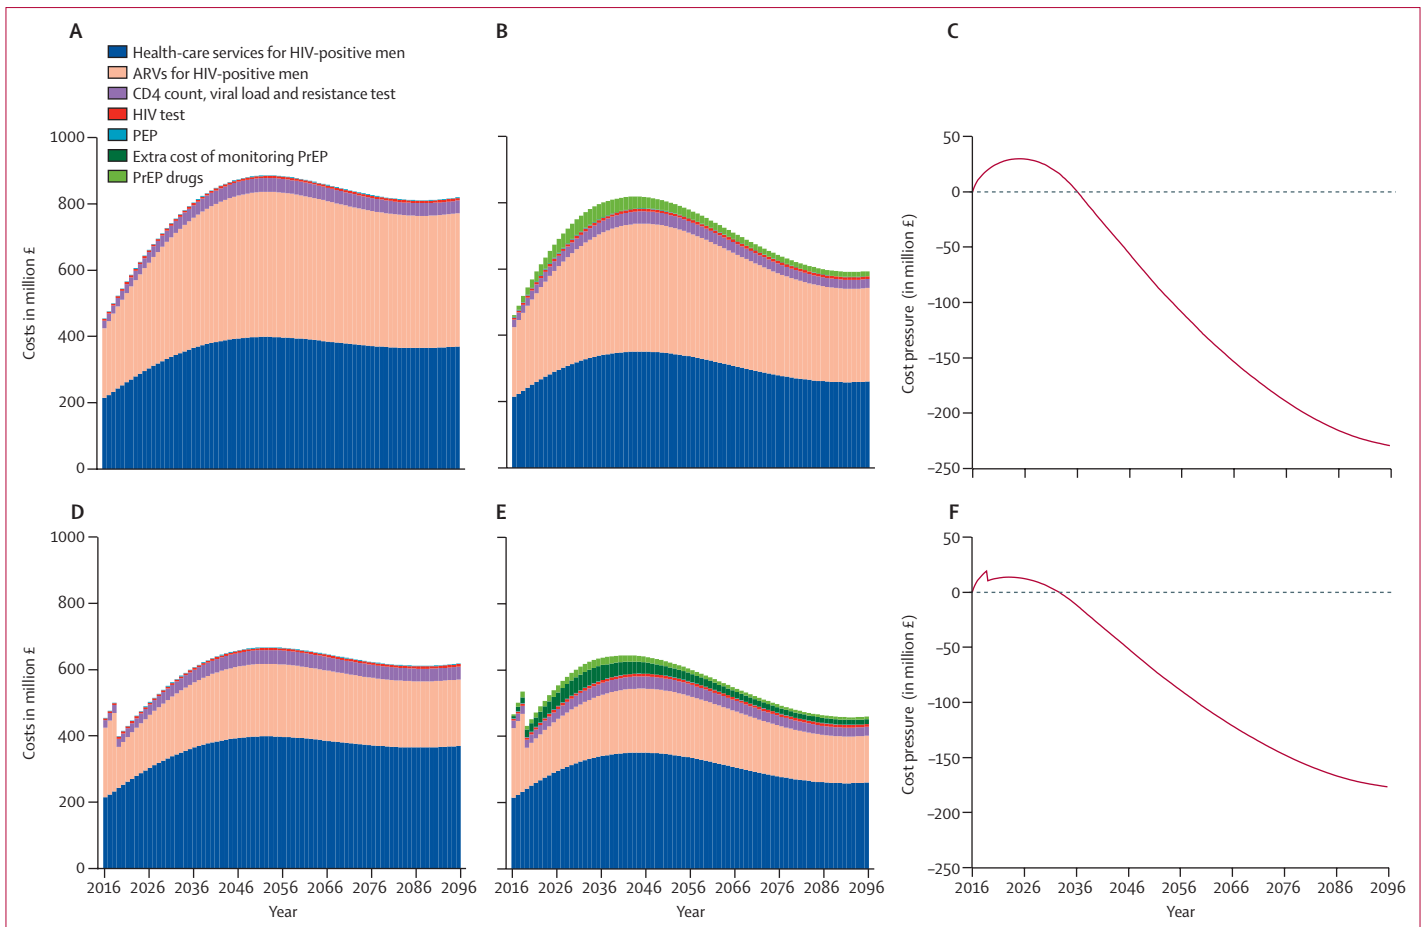 A
Health-care services for HIV-positive men
ARVs for HIV-positive men
CD4 count, viral load and resistance test
HIV test
PEP
Extra cost of monitoring PrEP
PrEP drugs
1000
800
600
400
200
0
Costs in million £
B
C
50
0
–50
–100
–150
–200
–250
Cost pressure (in million £)
D
1000
800
600
400
200
0
Costs in million £
2016 2026 2036 2046 2056 2066 2076 2086 2096
Year
E
2016 2026 2036 2046 2056 2066 2076 2086 2096
Year
F
50
0
–50
–100
–150
–200
–250
Cost pressure (in million £)
2016 2026 2036 2046 2056 2066 2076 2086 2096
Year